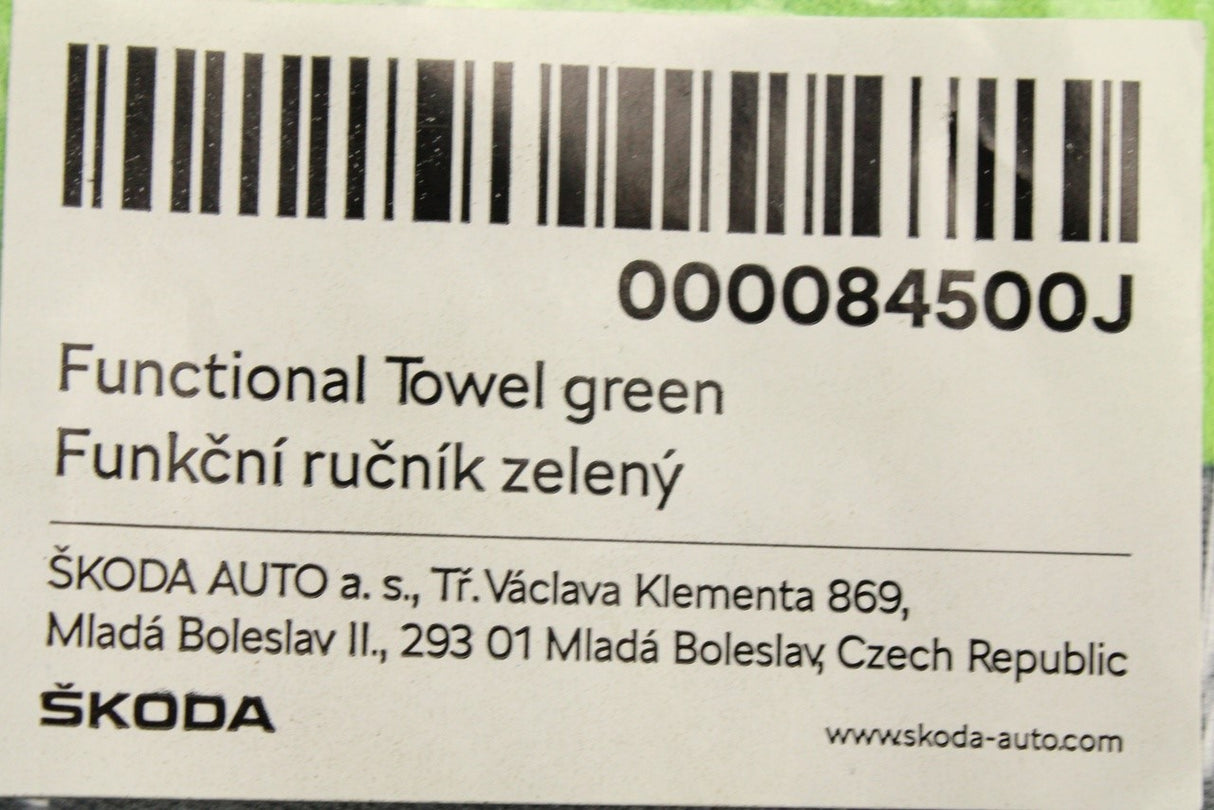 000084500J
Functional Towel green
Funkční ručník zelený
ŠKODA AUTO a. s., Tř. Václava Klementa 869,
Mladá Boleslav II., 293 01 Mladá Boleslav, Czech Republic
ŠKODA
www.skoda-auto.com